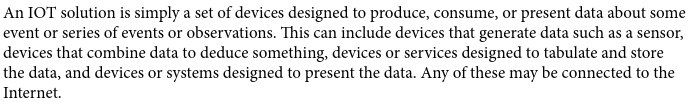 An IOT solution is simply a set of devices designed to produce, consume, or present data about some
event or series of events or observations. This can include devices that generate data such as a sensor,
devices that combine data to deduce something, devices or services designed to tabulate and store
the data, and devices or systems designed to present the data. Any of these may be connected to the
Internet.